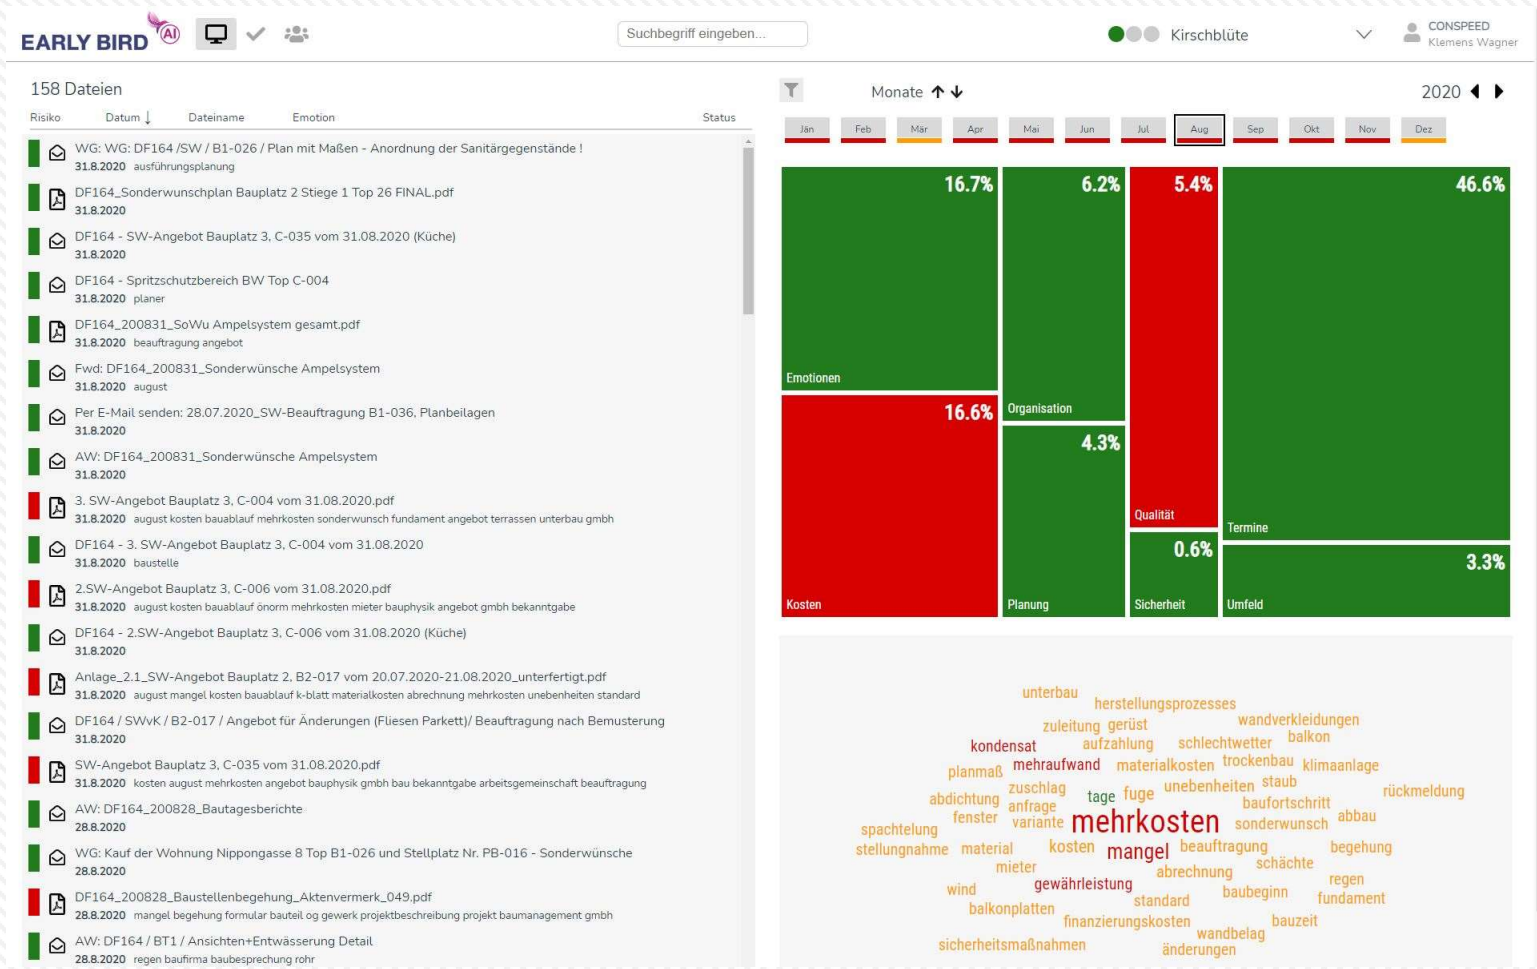 EARLY BIRD AI
Suchbegriff eingeben...
Kirschblüte
CONSPEED
Klemens Wagner
158 Dateien
Risiko Datum ↓ Dateiname Emotion Status
WG: WG: DF164 /SW / B1-026 / Plan mit Maßen - Anordnung der Sanitärgegenstände !
31.8.2020 ausführungsplanung
DF164_Sonderwunschplan Bauplatz 2 Stiege 1 Top 26 FINAL.pdf
31.8.2020
DF164 - SW-Angebot Bauplatz 3, C-035 vom 31.08.2020 (Küche)
31.8.2020
DF164 - Spritzschutzbereich BW Top C-004
31.8.2020 planer
DF164_200831_SoWu Ampelsystem gesamt.pdf
31.8.2020 beauftragung angebot
Fwd: DF164_200831_Sonderwünsche Ampelsystem
31.8.2020 august
Per E-Mail senden: 28.07.2020_SW-Beauftragung B1-036, Planbeilagen
31.8.2020
AW: DF164_200831_Sonderwünsche Ampelsystem
31.8.2020
3. SW-Angebot Bauplatz 3, C-004 vom 31.08.2020.pdf
31.8.2020 august kosten bauablauf mehrkosten sonderwunsch fundament angebot terrassen unterbau gmbh
DF164 - 3. SW-Angebot Bauplatz 3, C-004 vom 31.08.2020
31.8.2020 baustelle
2.SW-Angebot Bauplatz 3, C-006 vom 31.08.2020.pdf
31.8.2020 august kosten bauablauf önorm mehrkosten mieter bauphysik angebot gmbh bekanntgabe
DF164 - 2.SW-Angebot Bauplatz 3, C-006 vom 31.08.2020 (Küche)
31.8.2020
Anlage_2.1_SW-Angebot Bauplatz 2, B2-017 vom 20.07.2020-21.08.2020_unterfertigt.pdf
31.8.2020 august mangel kosten bauablauf k-blatt materialkosten abrechnung mehrkosten unebenheiten standard
DF164 / SWvK / B2-017 / Angebot für Änderungen (Fliesen Parkett)/ Beauftragung nach Bemusterung
31.8.2020
SW-Angebot Bauplatz 3, C-035 vom 31.08.2020.pdf
31.8.2020 kosten august mehrkosten angebot bauphysik gmbh bau bekanntgabe arbeitsgemeinschaft beauftragung
AW: DF164_200828_Bautagesberichte
28.8.2020
WG: Kauf der Wohnung Nippongasse 8 Top B1-026 und Stellplatz Nr. PB-016 - Sonderwünsche
28.8.2020
DF164_200828_Baustellenbegehung_Aktenvermerk_049.pdf
28.8.2020 mangel begehung formular bauteil og gewerk projektbeschreibung projekt baumanagement gmbh
AW: DF164 / BT1 / Ansichten+Entwässerung Detail
28.8.2020 regen baufirma baubesprechung rohr
Monate ↑ ↓ 2020
Jän Feb Mär Apr Mai Jun Jul Aug Sep Okt Nov Dez
16.7%
Emotionen
6.2%
Organisation
5.4%
Qualität
46.6%
Termine
16.6%
Kosten
4.3%
Planung
0.6%
Sicherheit
3.3%
Umfeld
unterbau
herstellungsprozesses
zuleitung gerüst wandverkleidungen
kondensat aufzahlung schlechtwetter balkon
planmaß mehraufwand materialkosten trockenbau klimaanlage
abdichtung zuschlag tage fuge unebenheiten staub rückmeldung
anfrage baufortschritt
spachtelung fenster variante mehrkosten sonderwunsch abbau
stellungnahme material kosten mangel beauftragung begehung
mieter abrechnung schächte
wind gewährleistung standard baubeginn regen
balkonplatten fundament
finanzierungskosten bauzeit
sicherheitsmaßnahmen wandbelag
änderungen